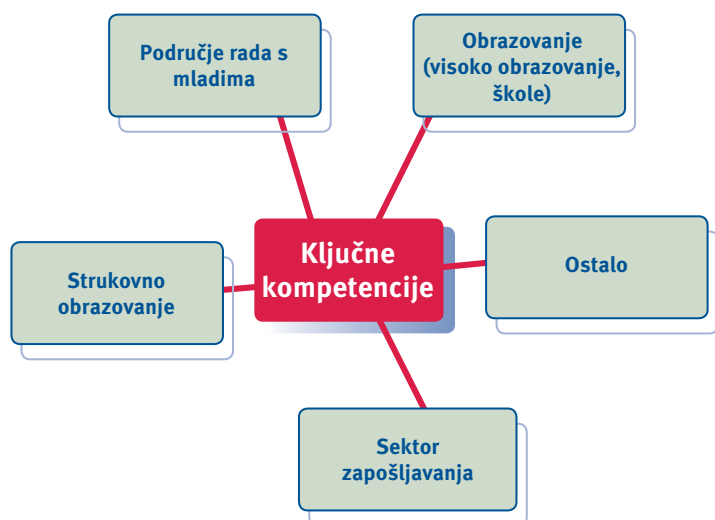 Područje rada s
mladima
Obrazovanje
(visoko obrazovanje,
škole)
Ključne
kompetencije
Ostalo
Strukovno
obrazovanje
Sektor
zapošljavanja